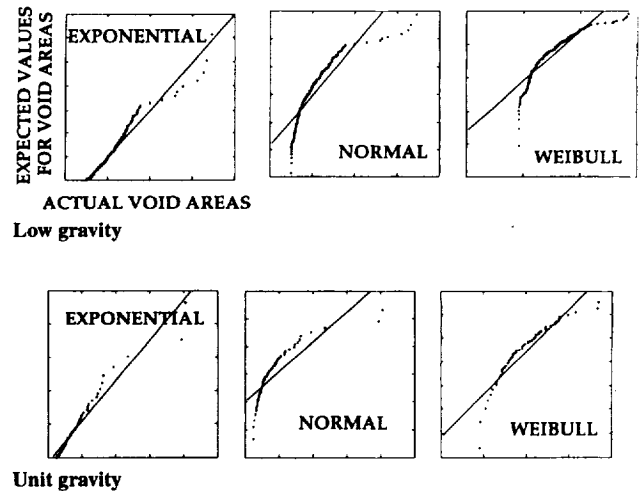 EXPECTED VALUES
FOR VOID AREAS
EXPONENTIAL
NORMAL
WEIBULL
ACTUAL VOID AREAS
Low gravity
EXPONENTIAL
NORMAL
WEIBULL
Unit gravity